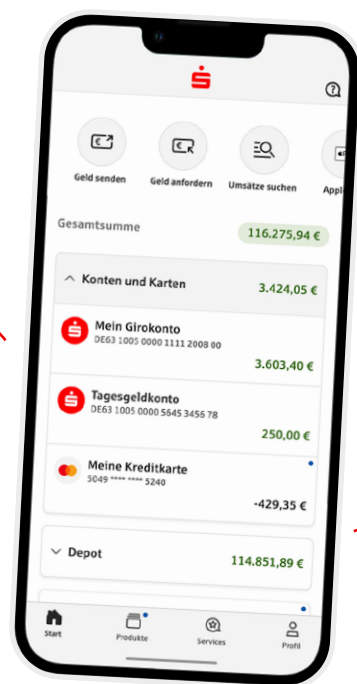 Geld senden
Geld anfordern
Umsätze suchen
Gesamtsumme
116.275,94 €
Konten und Karten
3.424,05 €
Mein Girokonto
DE63 1005 0000 1111 2008 00
3.603,40 €
Tagesgeldkonto
DE63 1005 0000 5645 3456 78
250,00 €
Meine Kreditkarte
5049 **** **** 5240
-429,35 €
Depot
114.851,89 €
Start
Produkte
Services
Profil